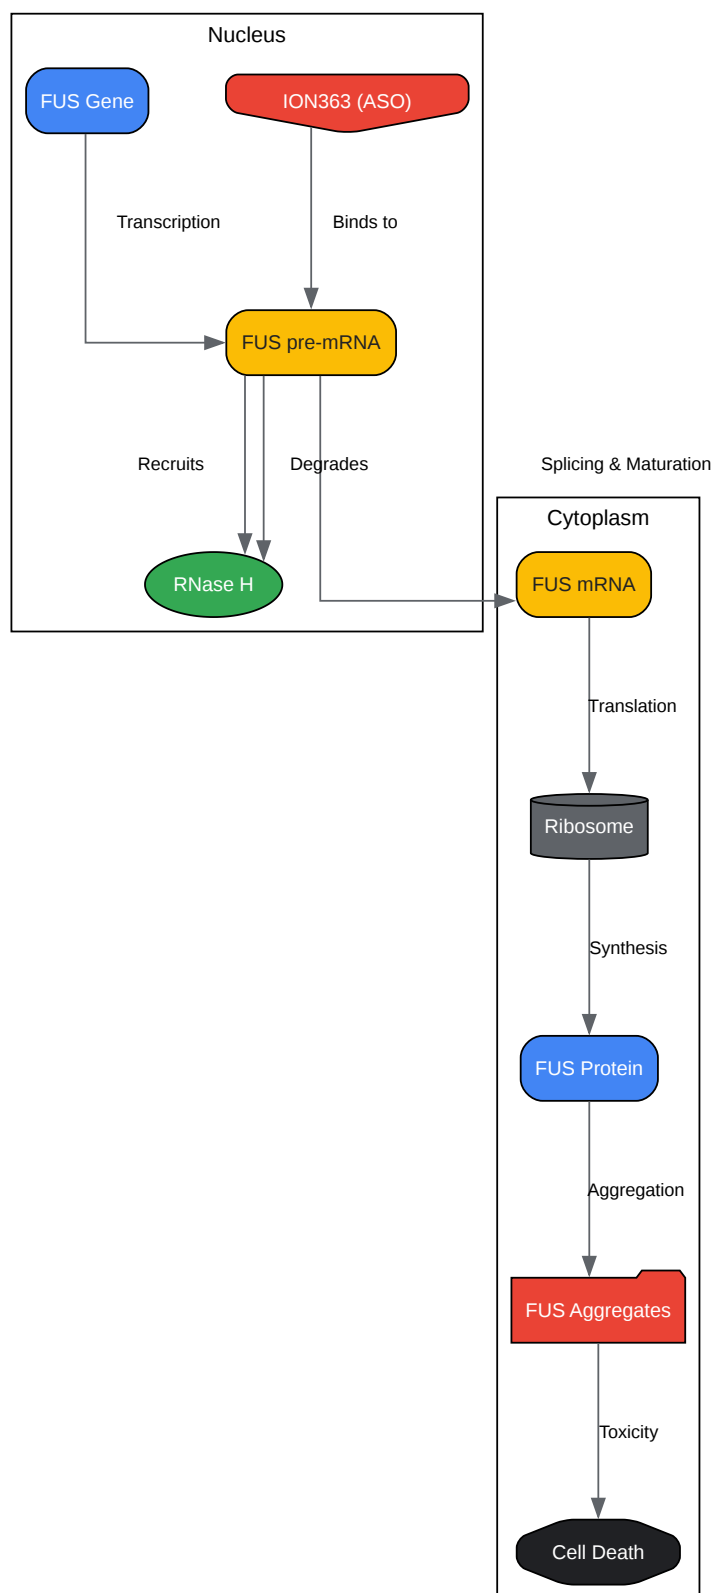 Nucleus
FUS Gene
ION363 (ASO)
Transcription
Binds to
FUS pre-mRNA
Recruits
Degrades
Splicing & Maturation
RNase H
Cytoplasm
FUS mRNA
Translation
Ribosome
Synthesis
FUS Protein
Aggregation
FUS Aggregates
Toxicity
Cell Death